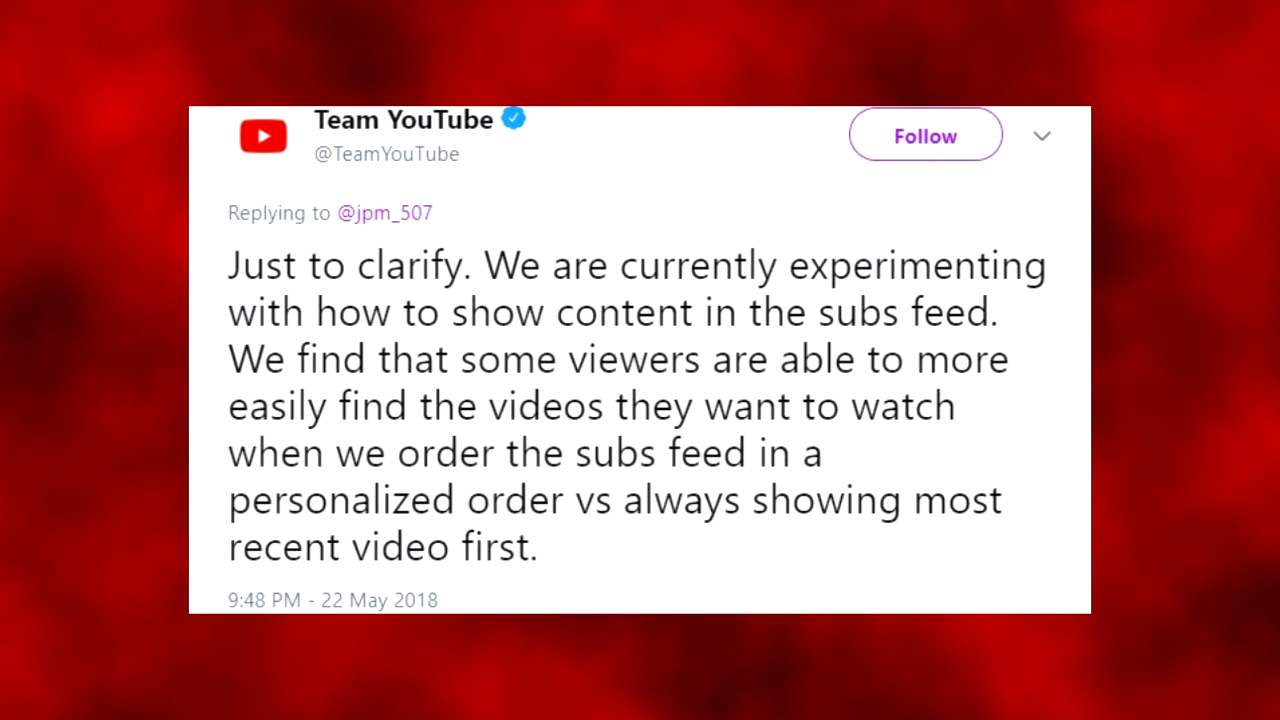 Team YouTube
@TeamYouTube
Follow
Replying to @jpm_507
Just to clarify. We are currently experimenting
with how to show content in the subs feed.
We find that some viewers are able to more
easily find the videos they want to watch
when we order the subs feed in a
personalized order vs always showing most
recent video first.
9:48 PM - 22 May 2018